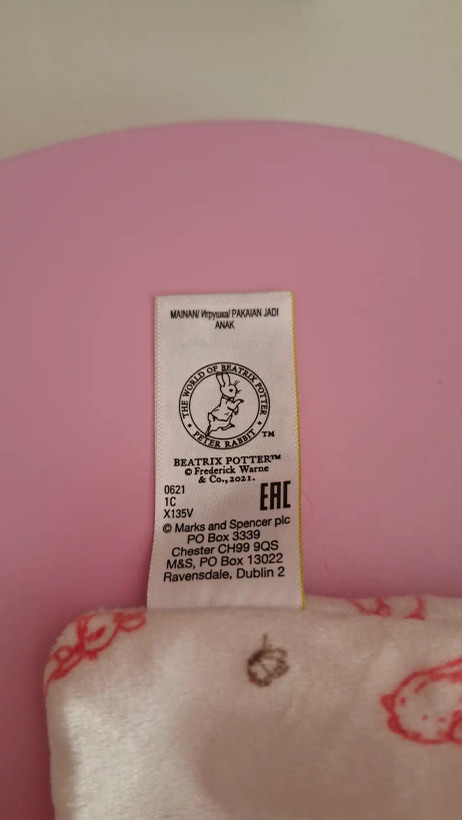 MAINAN/ Игрушка/ PAKAIAN JADI
ANAK
THE WORLD OF BEATRIX POTTER
★ PETER RABBIT ★
TM
BEATRIX POTTER™
© Frederick Warne
& Co., 2021.
0621
1C
X135V
EAC
© Marks and Spencer plc
PO Box 3339
Chester CH99 9QS
M&S, PO Box 13022
Ravensdale, Dublin 2